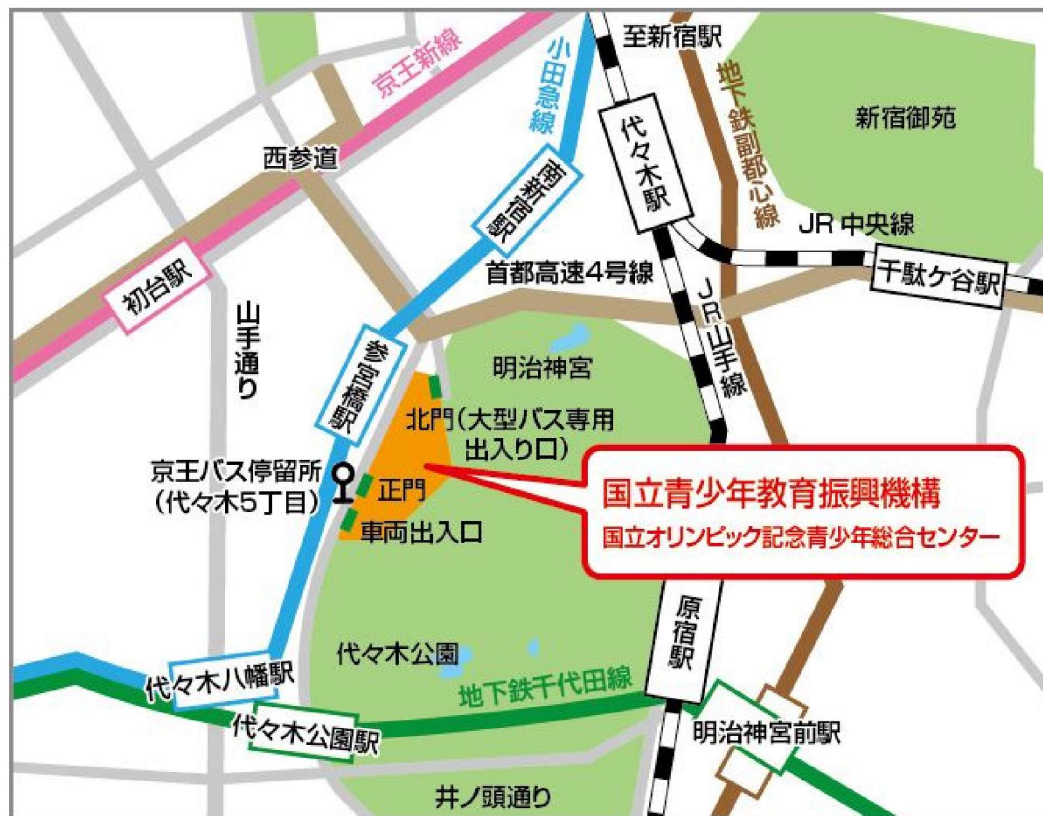 至新宿駅
京王新線
小田急線
地下鉄副都心線
新宿御苑
代々木駅
西参道
南新宿駅
JR中央線
初台駅
首都高速4号線
千駄ケ谷駅
JR山手線
山手通り
参宮橋駅
明治神宮
北門(大型バス専用
出入り口)
京王バス停留所
(代々木5丁目)
正門
車両出入口
国立青少年教育振興機構
国立オリンピック記念青少年総合センター
原宿駅
代々木公園
代々木八幡駅
地下鉄千代田線
代々木公園駅
明治神宮前駅
井ノ頭通り